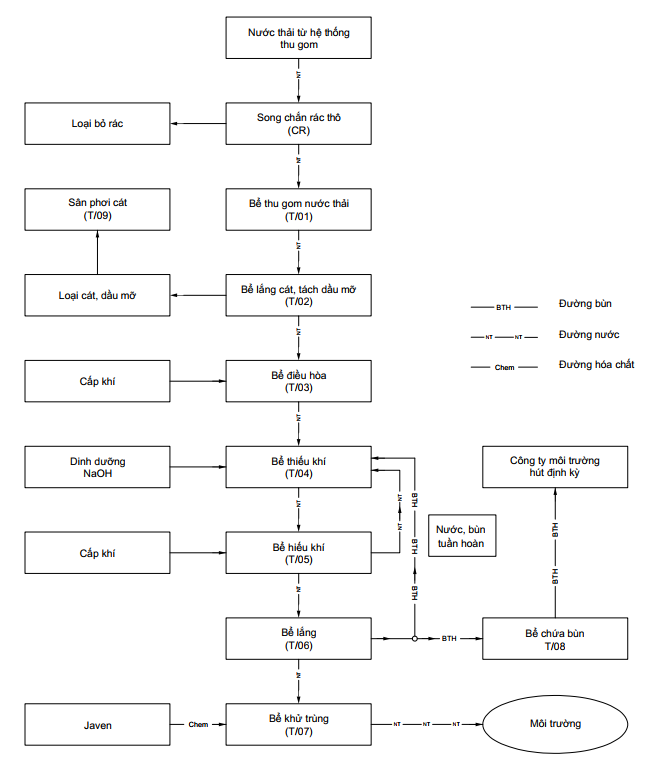 Nước thải từ hệ thống
thu gom
NT
Loại bỏ rác
Song chắn rác thô
(CR)
NT
Sân phơi cát
(T/09)
Bể thu gom nước thải
(T/01)
NT
Loại cát, dầu mỡ
Bể lắng cát, tách dầu mỡ
(T/02)
BTH
Đường bùn
NT
NT
NT
Đường nước
Chem
Đường hóa chất
Cấp khí
Bể điều hòa
(T/03)
NT
Dinh dưỡng
NaOH
Bể thiếu khí
(T/04)
Công ty môi trường
hút định kỳ
NT
NT
NT
BTH
BTH
BTH
Nước, bùn
tuần hoàn
BTH
BTH
Cấp khí
Bể hiếu khí
(T/05)
NT
Bể lắng
(T/06)
BTH
Bể chứa bùn
T/08
NT
Javen
Chem
Bể khử trùng
(T/07)
NT
NT
NT
Môi trường